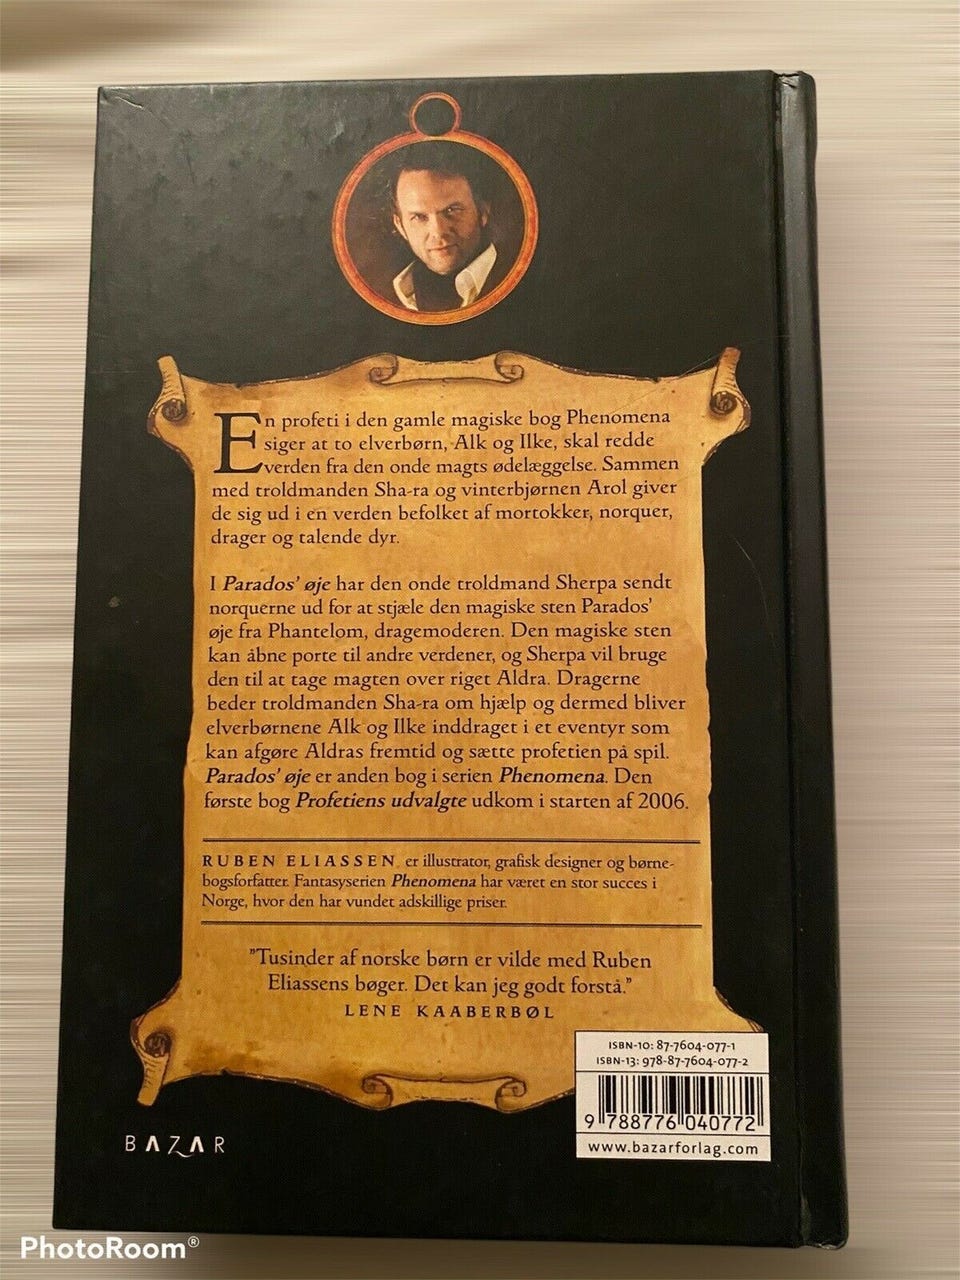 En profeti i den gamle magiske bog Phenomena
siger at to elverbørn, Alk og Ilke, skal redde
verden fra den onde magts ødelæggelse. Sammen
med troldmanden Sha-ra og vinterbjørnen Arol giver
de sig ud i en verden befolket af mortokker, norquer,
drager og talende dyr.
I Parados' øje har den onde troldmand Sherpa sendt
norquerne ud for at stjæle den magiske sten Parados'
øje fra Phantelom, dragemoderen. Den magiske sten
kan åbne porte til andre verdener, og Sherpa vil bruge
den til at tage magten over riget Aldra. Dragerne
beder troldmanden Sha-ra om hjælp og dermed bliver
elverbørnene Alk og Ilke inddraget i et eventyr som
kan afgøre Aldras fremtid og sætte profetien på spil.
Parados' øje er anden bog i serien Phenomena. Den
første bog Profetiens udvalgte udkom i starten af 2006.
RUBEN ELIASSEN er illustrator, grafisk designer og børne-
bogsforfatter. Fantasyserien Phenomena har været en stor succes i
Norge, hvor den har vundet adskillige priser.
"Tusinder af norske børn er vilde med Ruben
Eliassens bøger. Det kan jeg godt forstå."
LENE KAABERBØL
ISBN-10: 87-7604-077-1
ISBN-13: 978-87-7604-077-2
9 788776 040772
www.bazarforlag.com
BAZAR
PhotoRoom®